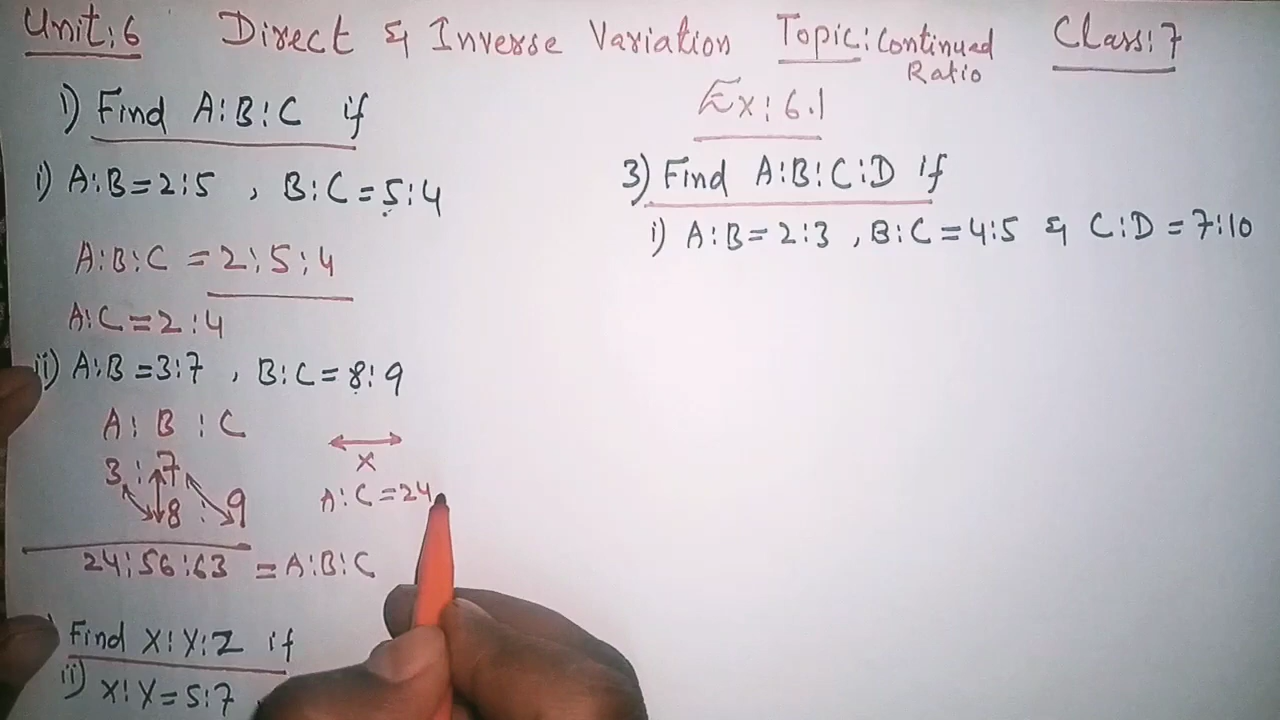 Unit:6 Direct & Inverse Variation Topic: Continued Ratio Class:7
i) Find A:B:C if
i) A:B=2:5 , B:C=5:4
A:B:C = 2:5:4
A:C=2:4
ii) A:B=3:7 , B:C=8:9
A : B : C
3 : 7
8 : 9
24:56:63 = A:B:C
x
A:C=24
Find X:Y:Z if
ii) X:Y=5:7
Ex:6.1
3) Find A:B:C:D if
i) A:B=2:3 , B:C=4:5 & C:D=7:10